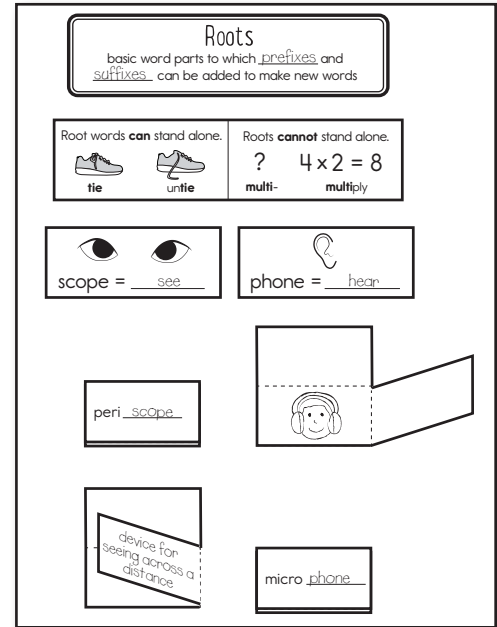 Roots
basic word parts to which prefixes and
suffixes can be added to make new words
Root words can stand alone.
tie
untie
Roots cannot stand alone.
? 4 x 2 = 8
multi- multiply
scope = see
phone = hear
peri scope
device for
seeing across a
distance
micro phone